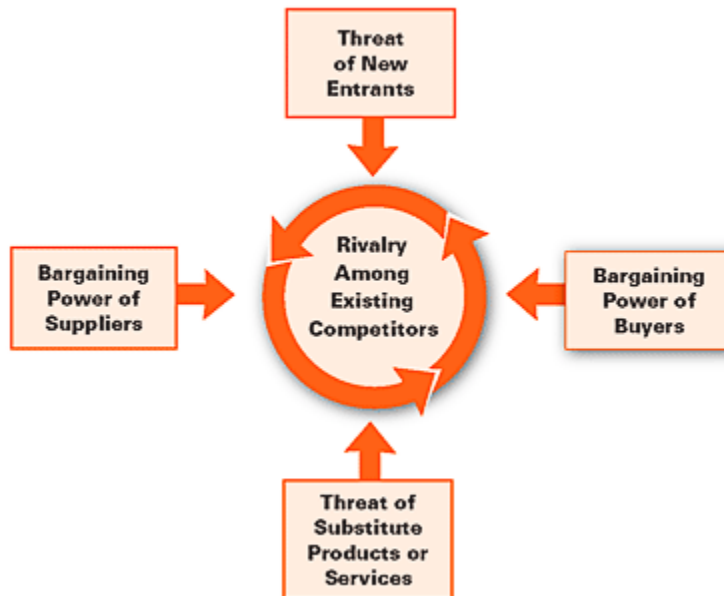 Threat
of New
Entrants
Rivalry
Among
Existing
Competitors
Bargaining
Power of
Suppliers
Bargaining
Power of
Buyers
Threat of
Substitute
Products or
Services